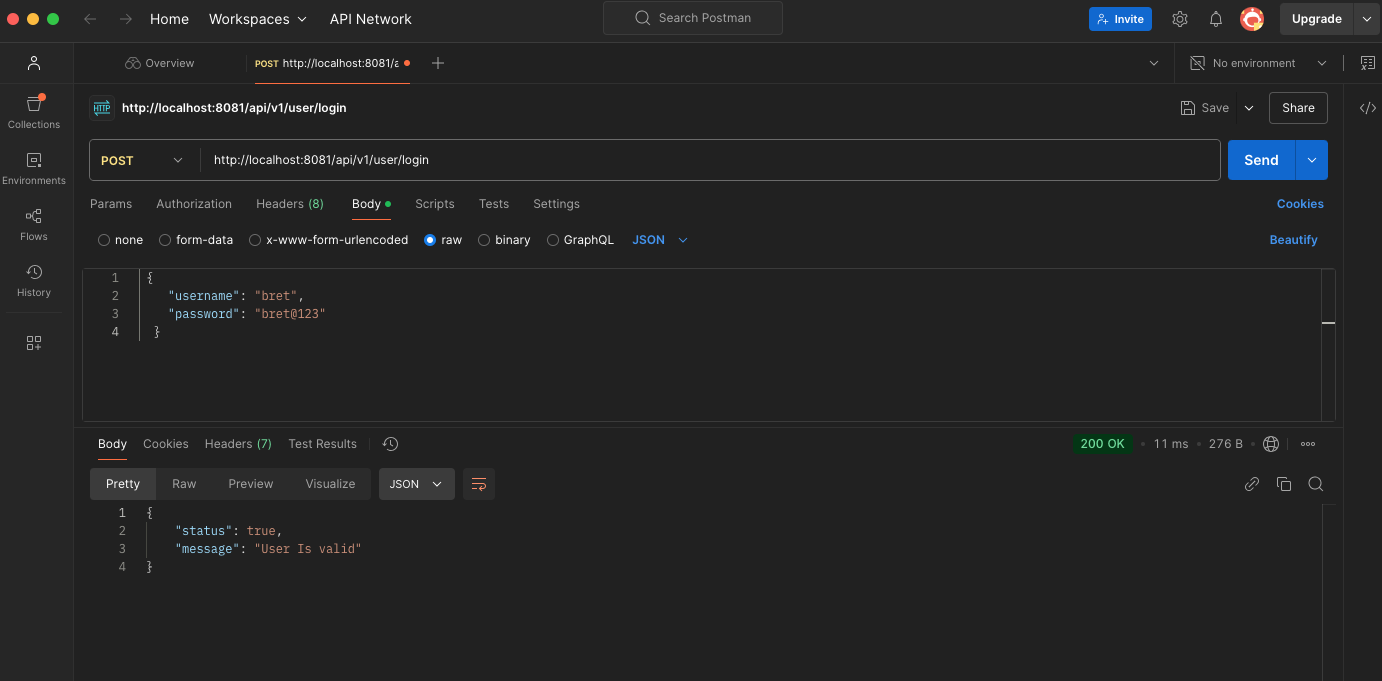 Home Workspaces API Network Search Postman Invite Upgrade
Overview POST http://localhost:8081/a No environment
HTTP http://localhost:8081/api/v1/user/login Save Share
Collections
POST http://localhost:8081/api/v1/user/login Send
Environments
Params Authorization Headers (8) Body Scripts Tests Settings Cookies
Flows
none form-data x-www-form-urlencoded raw binary GraphQL JSON Beautify
History
1 {
2 "username": "bret",
3 "password": "bret@123"
4 }
Body Cookies Headers (7) Test Results 200 OK • 11 ms • 276 B •
Pretty Raw Preview Visualize JSON
1 {
2 "status": true,
3 "message": "User Is valid"
4 }